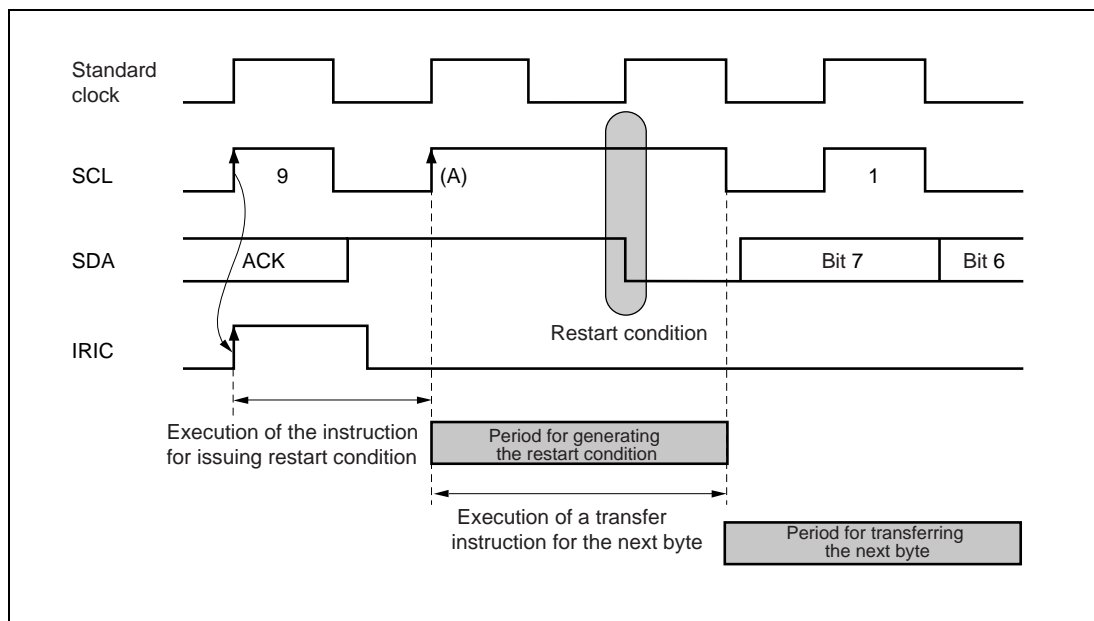 Standard
clock
SCL
9
(A)
1
SDA
ACK
Bit 7
Bit 6
Restart condition
IRIC
Execution of the instruction
for issuing restart condition
Period for generating
the restart condition
Execution of a transfer
instruction for the next byte
Period for transferring
the next byte